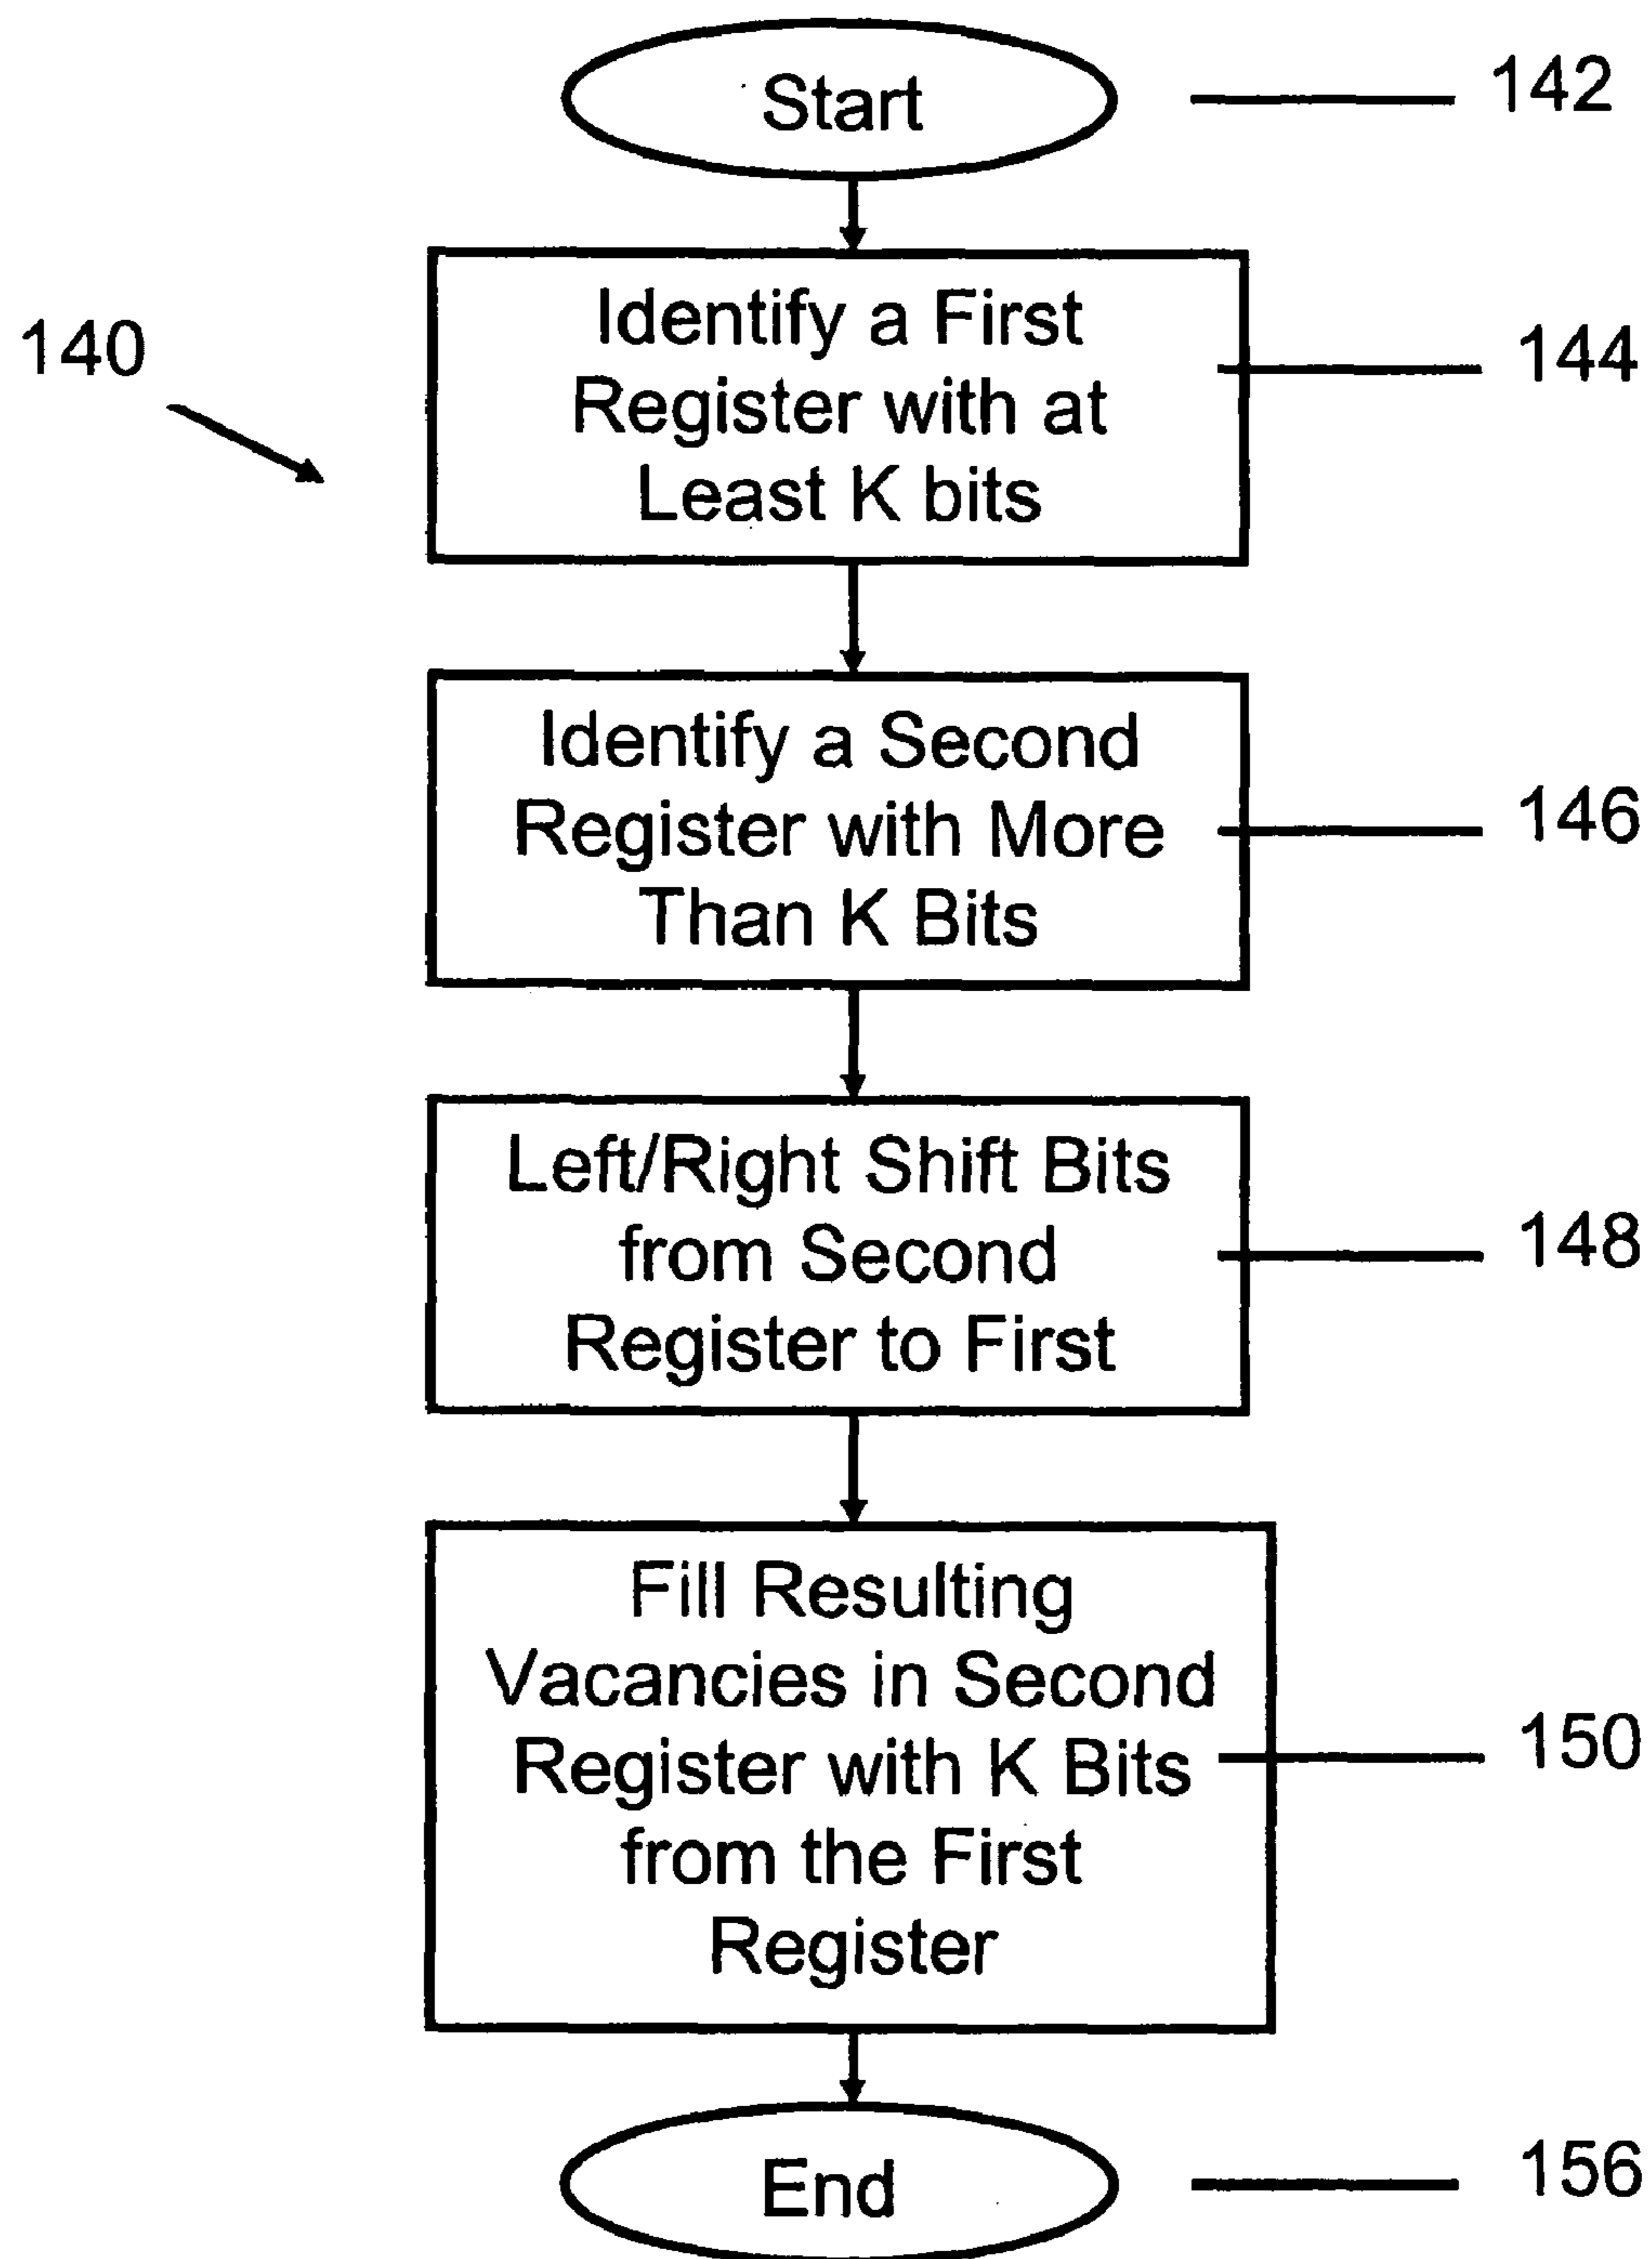 Start
142
140
Identify a First
Register with at
Least K bits
144
Identify a Second
Register with More
Than K Bits
146
Left/Right Shift Bits
from Second
Register to First
148
Fill Resulting
Vacancies in Second
Register with K Bits
from the First
Register
150
End
156